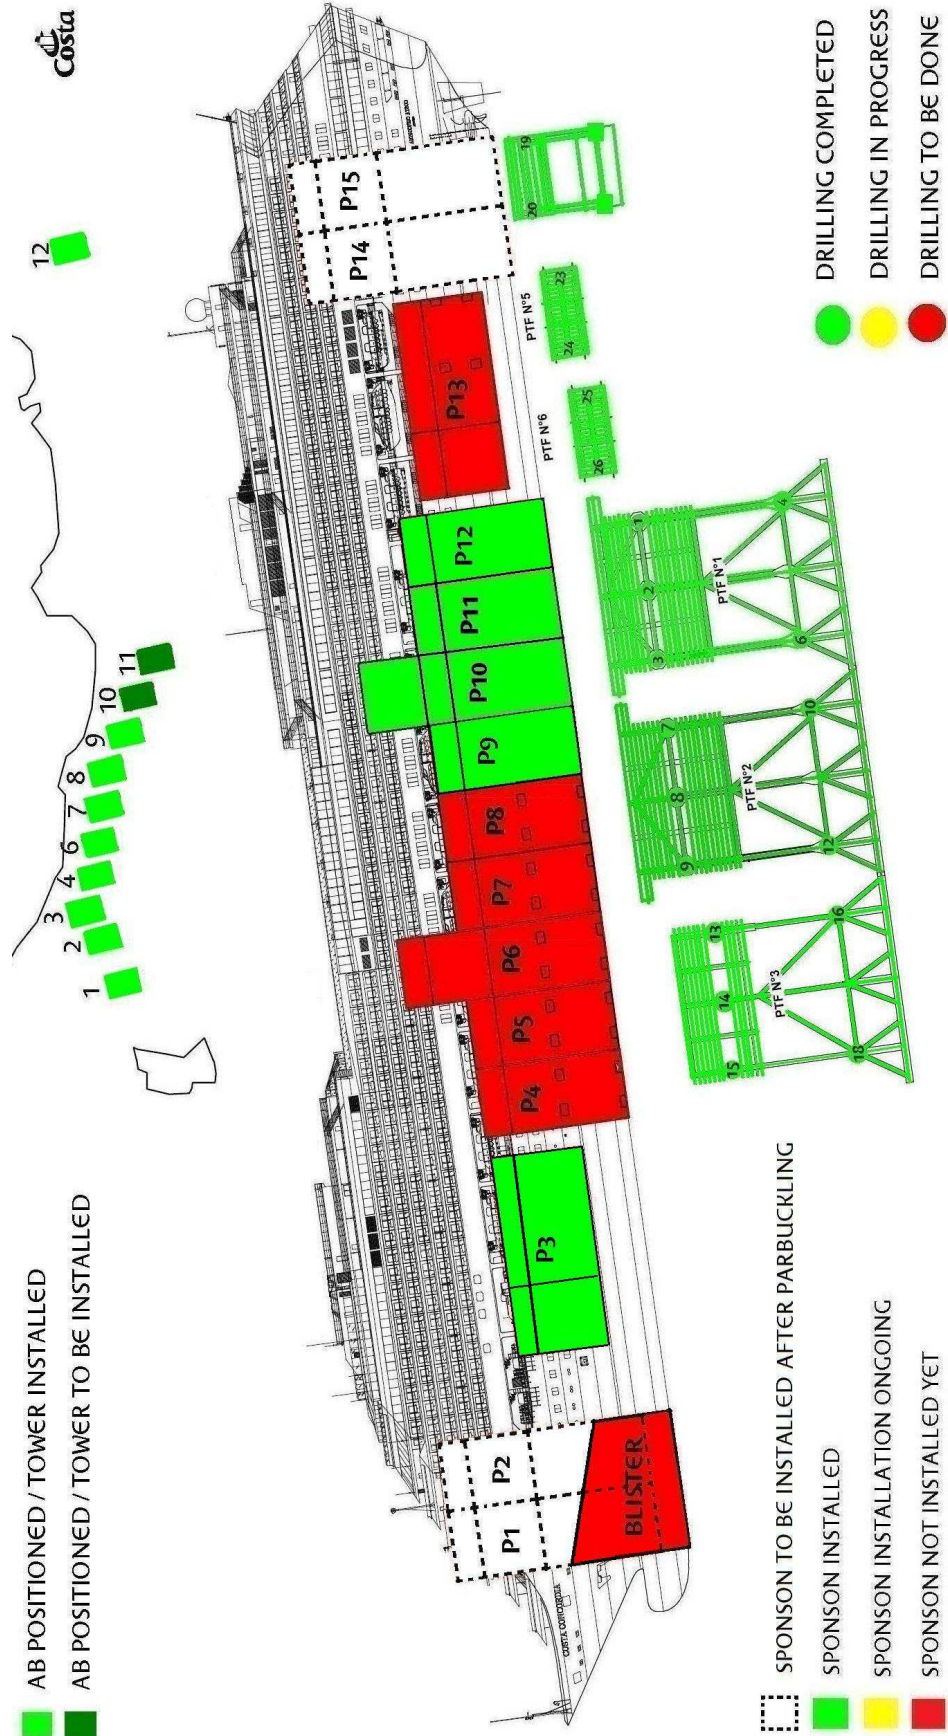 AB POSITIONED / TOWER INSTALLED
AB POSITIONED / TOWER TO BE INSTALLED
Costa
1
2
3
4
6
7
8
9
10
11
12
COSTA CONCORDIA
P1
P2
BLISTER
P3
P4
P5
P6
P7
P8
P9
P10
P11
P12
P13
P14
P15
PTF N°6
PTF N°5
26
25
24
23
20
19
15
14
13
PTF N°3
18
16
9
8
7
PTF N°2
12
10
3
2
1
PTF N°1
6
4
SPONSON TO BE INSTALLED AFTER PARBUCKLING
SPONSON INSTALLED
SPONSON INSTALLATION ONGOING
SPONSON NOT INSTALLED YET
DRILLING COMPLETED
DRILLING IN PROGRESS
DRILLING TO BE DONE